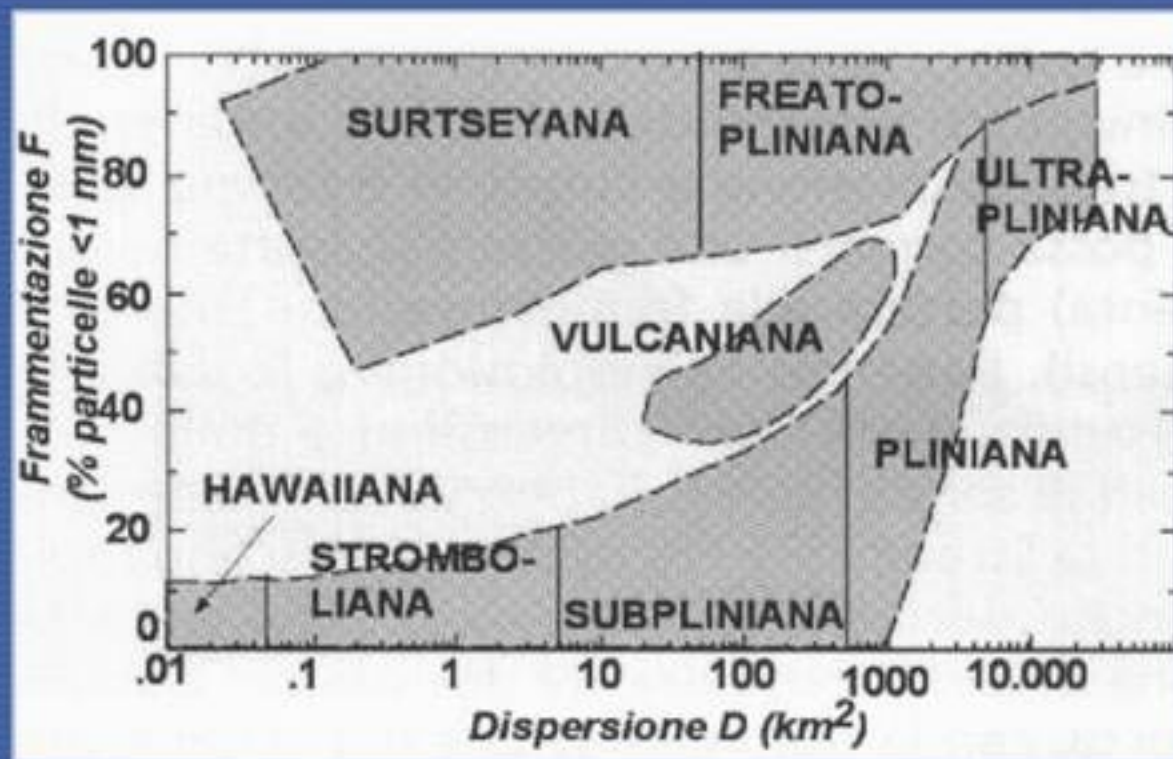 Frammentazione F
(% particelle <1 mm)
100
80
60
40
20
0
SURTSEYANA
FREATO-
PLINIANA
ULTRA-
PLINIANA
VULCANIANA
PLINIANA
HAWAIIANA
STROMBO-
LIANA
SUBPLINIANA
.01 .1 1 10 100 1000 10.000
Dispersione D (km²)